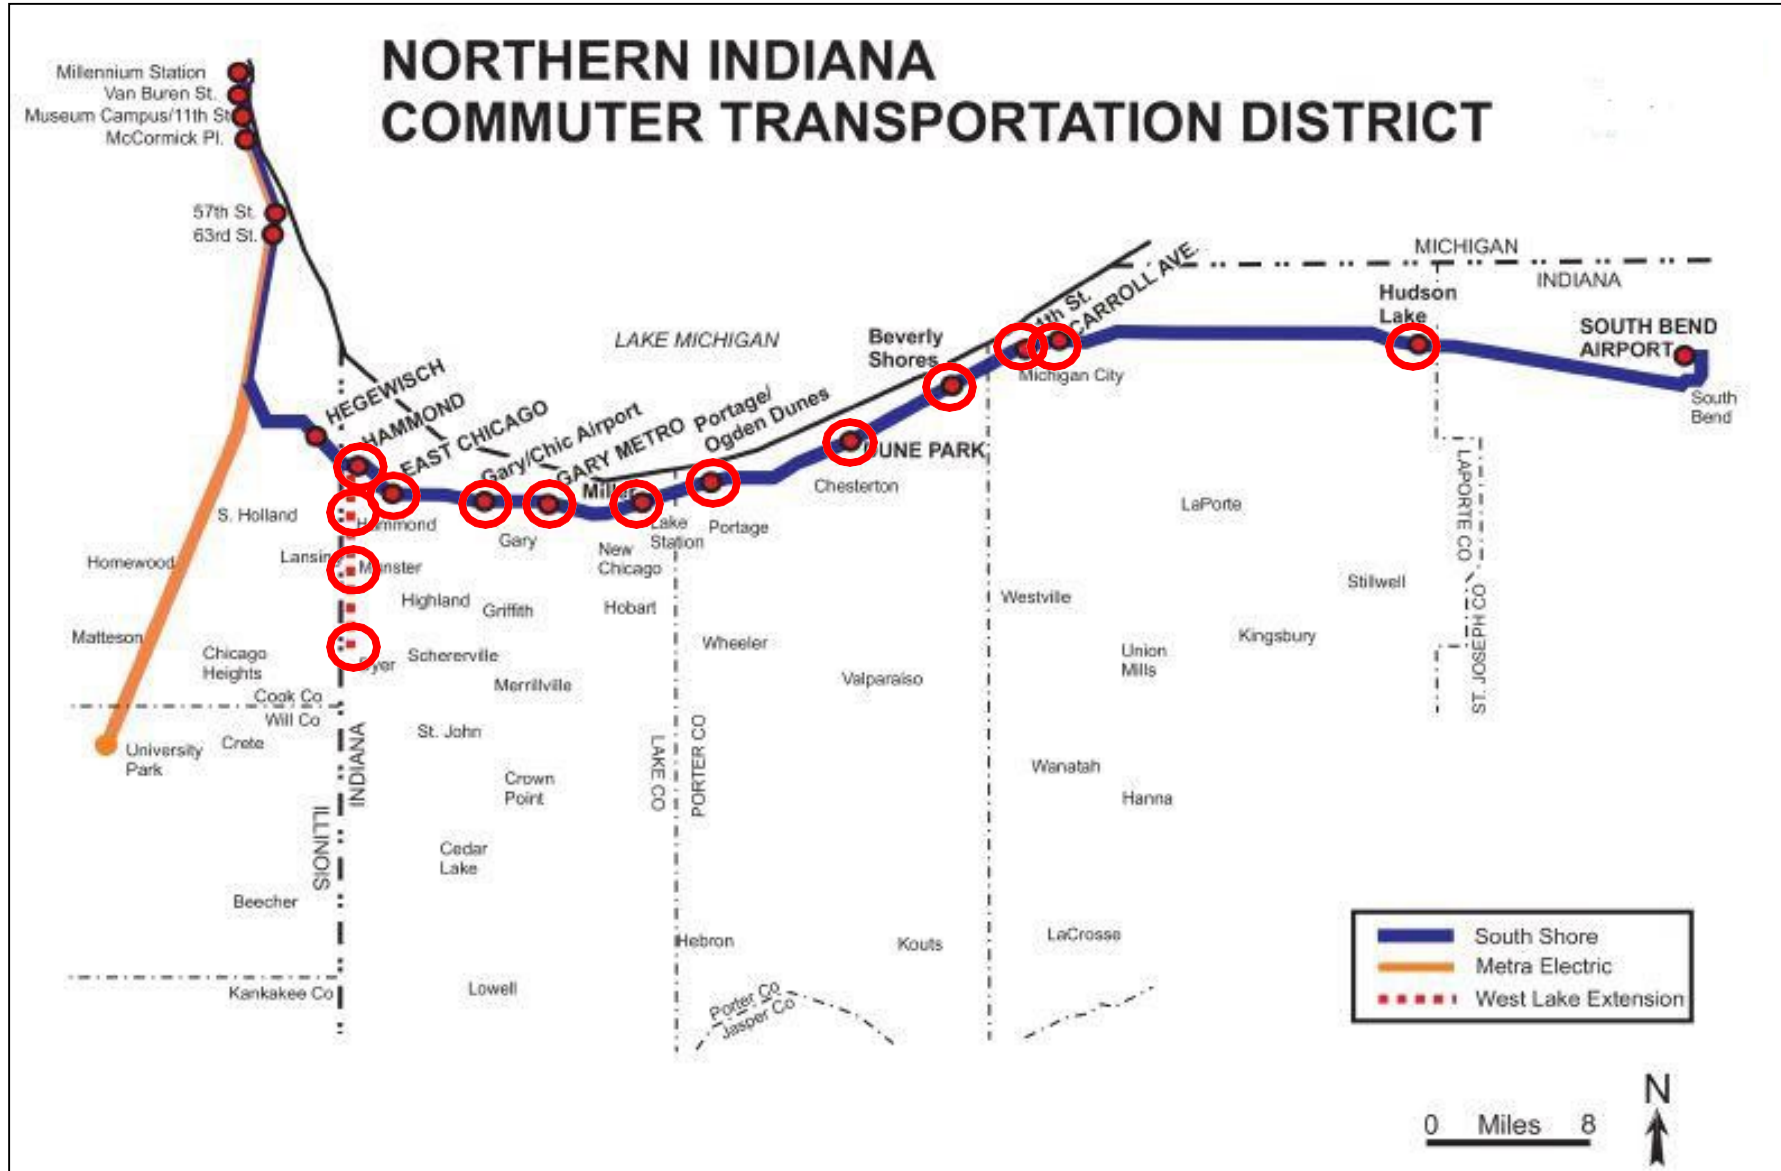 NORTHERN INDIANA
COMMUTER TRANSPORTATION DISTRICT
Millennium Station
Van Buren St.
Museum Campus/11th St
McCormick Pl.
57th St.
63rd St.
MICHIGAN
INDIANA
LAKE MICHIGAN
HEGEWISCH
HAMMOND
EAST CHICAGO
Gary/Chic Airport
GARY METRO
Miller
Portage/
Ogden Dunes
DUNE PARK
Beverly
Shores
11th St.
CARROLL AVE.
Hudson
Lake
SOUTH BEND
AIRPORT
South
Bend
Michigan City
Chesterton
S. Holland
Hammond
Gary
Lake
Station
Portage
New
Chicago
LaPorte
Lansing
Munster
Homewood
Highland
Griffith
Hobart
Westville
Stillwell
Matteson
Chicago
Heights
Dyer
Schererville
Merrillville
Wheeler
Valparaiso
Union
Mills
Kingsbury
LAPORTE CO
ST. JOSEPH CO
Cook Co
Will Co
Crete
University
Park
St. John
INDIANA
ILLINOIS
LAKE CO
PORTER CO
Crown
Point
Wanatah
Hanna
Cedar
Lake
Beecher
Hebron
Kouts
LaCrosse
Kankakee Co
Lowell
Porter Co
Jasper Co
South Shore
Metra Electric
West Lake Extension
N
0 Miles 8